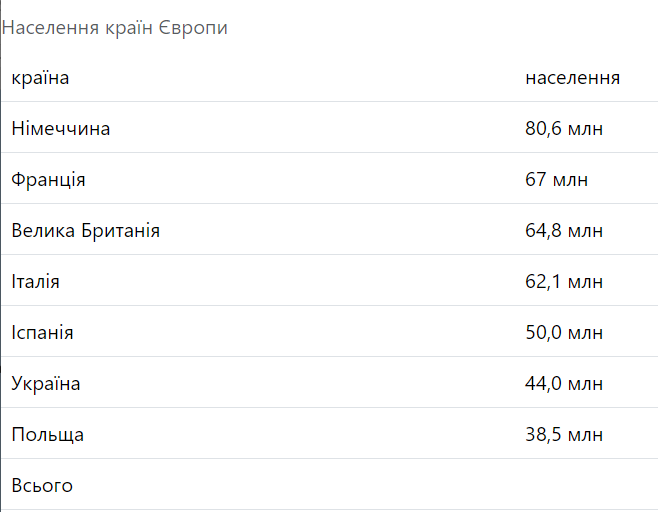 Населення країн Європи
країна населення
Німеччина 80,6 млн
Франція 67 млн
Велика Британія 64,8 млн
Італія 62,1 млн
Іспанія 50,0 млн
Україна 44,0 млн
Польща 38,5 млн
Всього